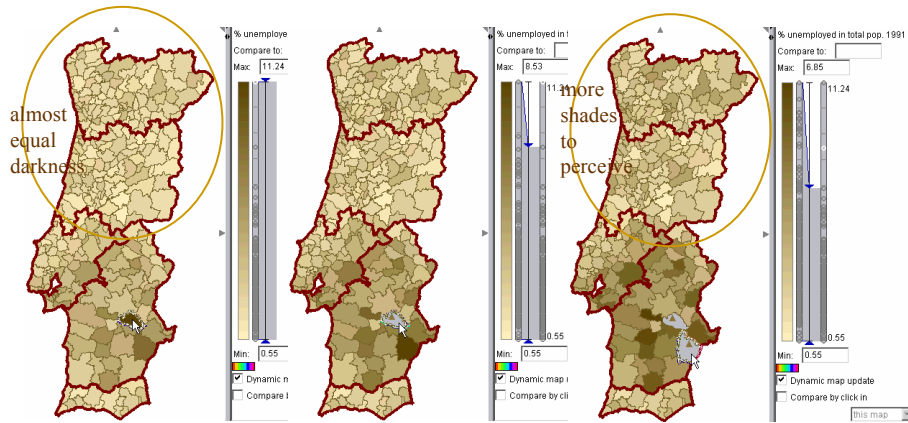 almost
equal
darkness
% unemployed
Compare to:
Max: 11.24
Min: 0.55
Dynamic m
Compare b
% unemployed in t
Compare to:
Max: 8.53
11.24
0.55
Min: 0.55
Dynamic map
Compare by cli
more
shades
to
perceive
% unemployed in total pop. 1991
Compare to:
Max: 6.85
11.24
0.55
Min: 0.55
Dynamic map update
Compare by click in
this map